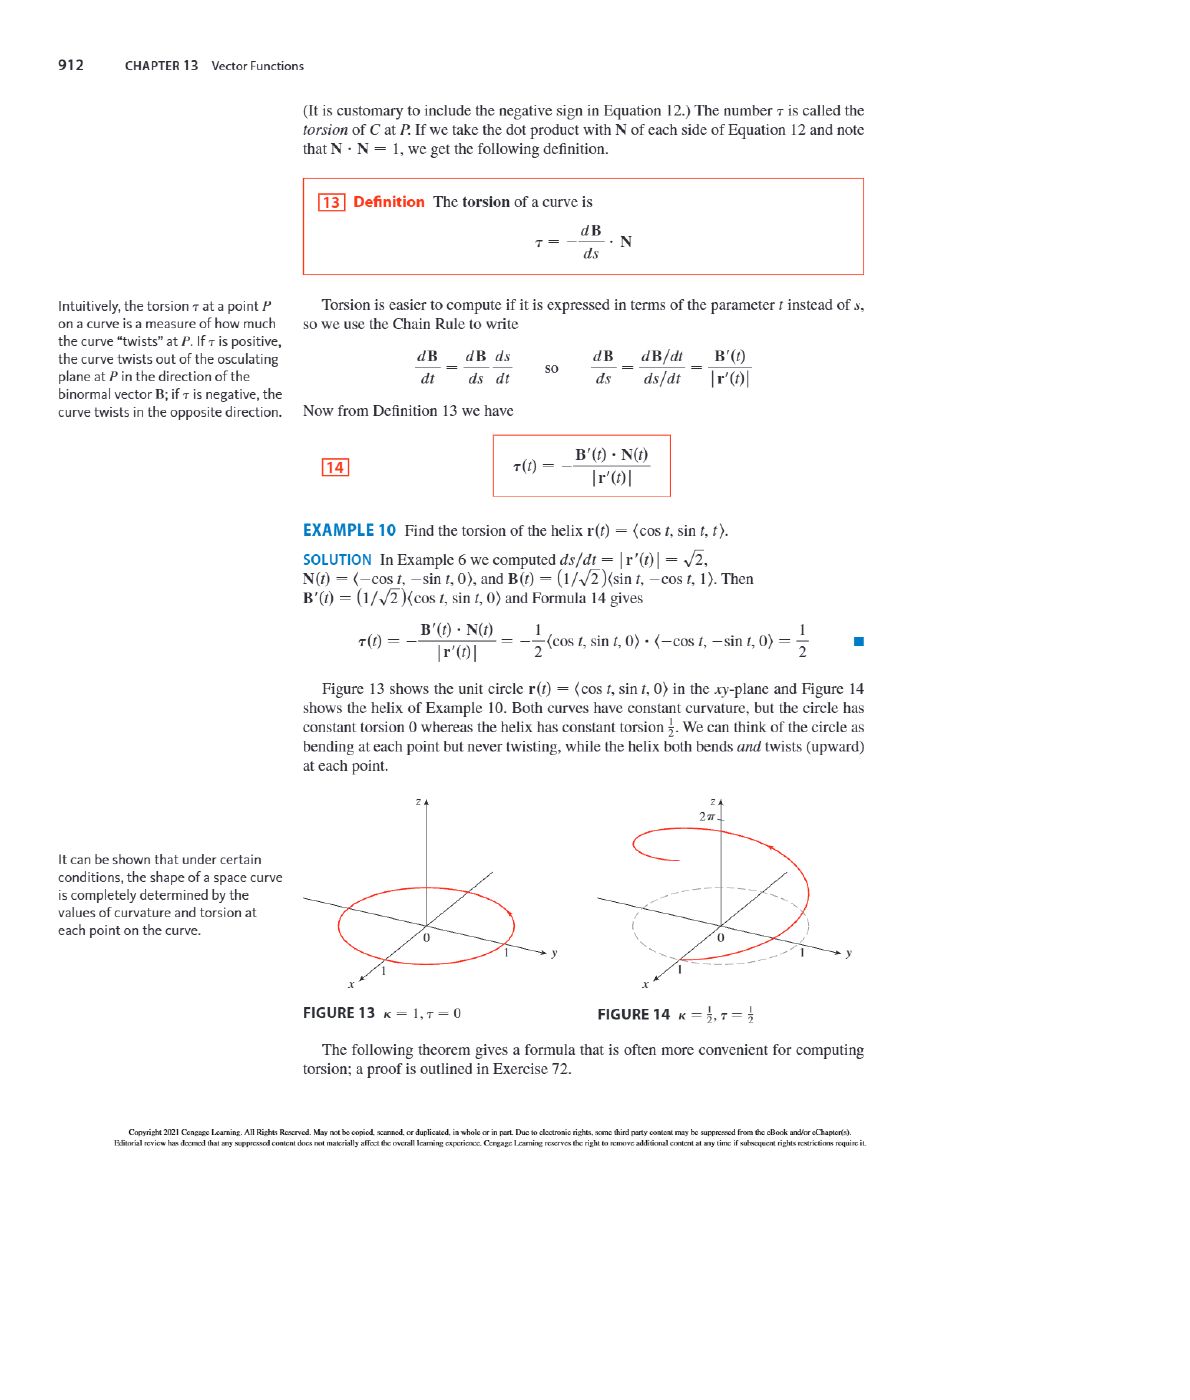 912 CHAPTER 13 Vector Functions
(It is customary to include the negative sign in Equation 12.) The number τ is called the
torsion of C at P. If we take the dot product with N of each side of Equation 12 and note
that N · N = 1, we get the following definition.
13 Definition The torsion of a curve is
τ = −dB/ds · N
Intuitively, the torsion τ at a point P
on a curve is a measure of how much
the curve “twists” at P. If τ is positive,
the curve twists out of the osculating
plane at P in the direction of the
binormal vector B; if τ is negative, the
curve twists in the opposite direction.
Torsion is easier to compute if it is expressed in terms of the parameter t instead of s,
so we use the Chain Rule to write
dB/dt = dB/ds ds/dt so dB/ds = (dB/dt)/(ds/dt) = B′(t)/|r′(t)|
Now from Definition 13 we have
14 τ(t) = −(B′(t) · N(t))/|r′(t)|
EXAMPLE 10 Find the torsion of the helix r(t) = ⟨cos t, sin t, t⟩.
SOLUTION In Example 6 we computed ds/dt = |r′(t)| = √2,
N(t) = ⟨−cos t, −sin t, 0⟩, and B(t) = (1/√2)⟨sin t, −cos t, 1⟩. Then
B′(t) = (1/√2)⟨cos t, sin t, 0⟩ and Formula 14 gives
τ(t) = −(B′(t) · N(t))/|r′(t)| = −1/2⟨cos t, sin t, 0⟩ · ⟨−cos t, −sin t, 0⟩ = 1/2
Figure 13 shows the unit circle r(t) = ⟨cos t, sin t, 0⟩ in the xy-plane and Figure 14
shows the helix of Example 10. Both curves have constant curvature, but the circle has
constant torsion 0 whereas the helix has constant torsion 1/2. We can think of the circle as
bending at each point but never twisting, while the helix both bends and twists (upward)
at each point.
It can be shown that under certain
conditions, the shape of a space curve
is completely determined by the
values of curvature and torsion at
each point on the curve.
z
0
1
y
1
x
z
2π
0
1
y
1
x
FIGURE 13 κ = 1, τ = 0
FIGURE 14 κ = 1/2, τ = 1/2
The following theorem gives a formula that is often more convenient for computing
torsion; a proof is outlined in Exercise 72.
Copyright 2021 Cengage Learning. All Rights Reserved. May not be copied, scanned, or duplicated, in whole or in part. Due to electronic rights, some third party content may be suppressed from the eBook and/or eChapter(s).
Editorial review has deemed that any suppressed content does not materially affect the overall learning experience. Cengage Learning reserves the right to remove additional content at any time if subsequent rights restrictions require it.